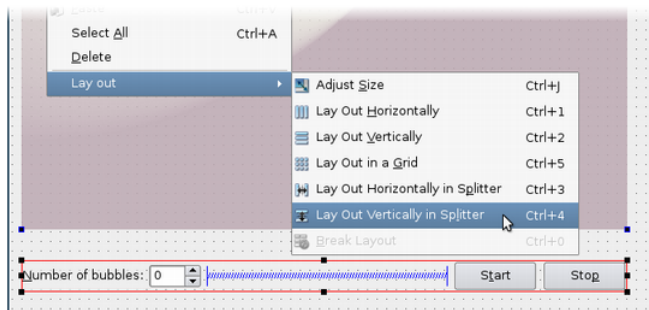 Select All Ctrl+A
Delete
Lay out
Adjust Size Ctrl+J
Lay Out Horizontally Ctrl+1
Lay Out Vertically Ctrl+2
Lay Out in a Grid Ctrl+5
Lay Out Horizontally in Splitter Ctrl+3
Lay Out Vertically in Splitter Ctrl+4
Break Layout Ctrl+0
Number of bubbles: 0 Start Stop